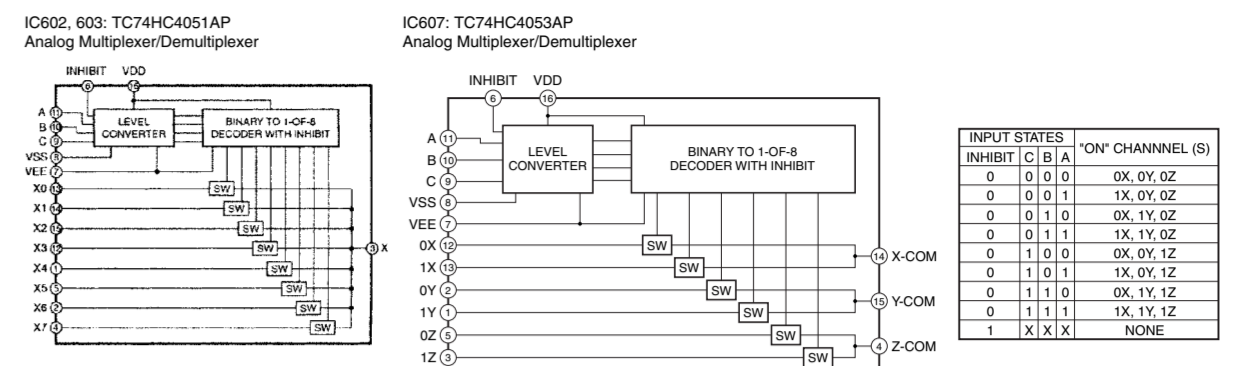 IC602, 603: TC74HC4051AP
Analog Multiplexer/Demultiplexer
INHIBIT VDD
6 16
A 11
B 10
C 9
VSS 8
VEE 7
X0 13
X1 14
X2 15
X3 12
X4 1
X5 5
X6 2
X7 4
LEVEL
CONVERTER
BINARY TO 1-OF-8
DECODER WITH INHIBIT
SW
SW
SW
SW
SW
SW
SW
SW
3 X
IC607: TC74HC4053AP
Analog Multiplexer/Demultiplexer
INHIBIT VDD
6 16
A 11
B 10
C 9
VSS 8
VEE 7
0X 12
1X 13
0Y 2
1Y 1
0Z 5
1Z 3
LEVEL
CONVERTER
BINARY TO 1-OF-8
DECODER WITH INHIBIT
SW
SW
SW
SW
SW
SW
14 X-COM
15 Y-COM
4 Z-COM
INPUT STATES "ON" CHANNNEL (S)
INHIBIT C B A
0 0 0 0 0X, 0Y, 0Z
0 0 0 1 1X, 0Y, 0Z
0 0 1 0 0X, 1Y, 0Z
0 0 1 1 1X, 1Y, 0Z
0 1 0 0 0X, 0Y, 1Z
0 1 0 1 1X, 0Y, 1Z
0 1 1 0 0X, 1Y, 1Z
0 1 1 1 1X, 1Y, 1Z
1 X X X NONE